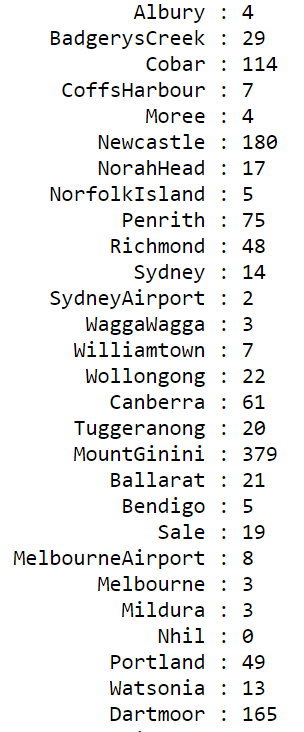 Albury : 4
BadgerysCreek : 29
Cobar : 114
CoffsHarbour : 7
Moree : 4
Newcastle : 180
NorahHead : 17
NorfolkIsland : 5
Penrith : 75
Richmond : 48
Sydney : 14
SydneyAirport : 2
WaggaWagga : 3
Williamtown : 7
Wollongong : 22
Canberra : 61
Tuggeranong : 20
MountGinini : 379
Ballarat : 21
Bendigo : 5
Sale : 19
MelbourneAirport : 8
Melbourne : 3
Mildura : 3
Nhil : 0
Portland : 49
Watsonia : 13
Dartmoor : 165